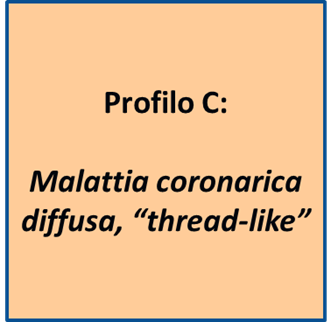 Profilo C:
Malattia coronarica
diffusa, “thread-like”